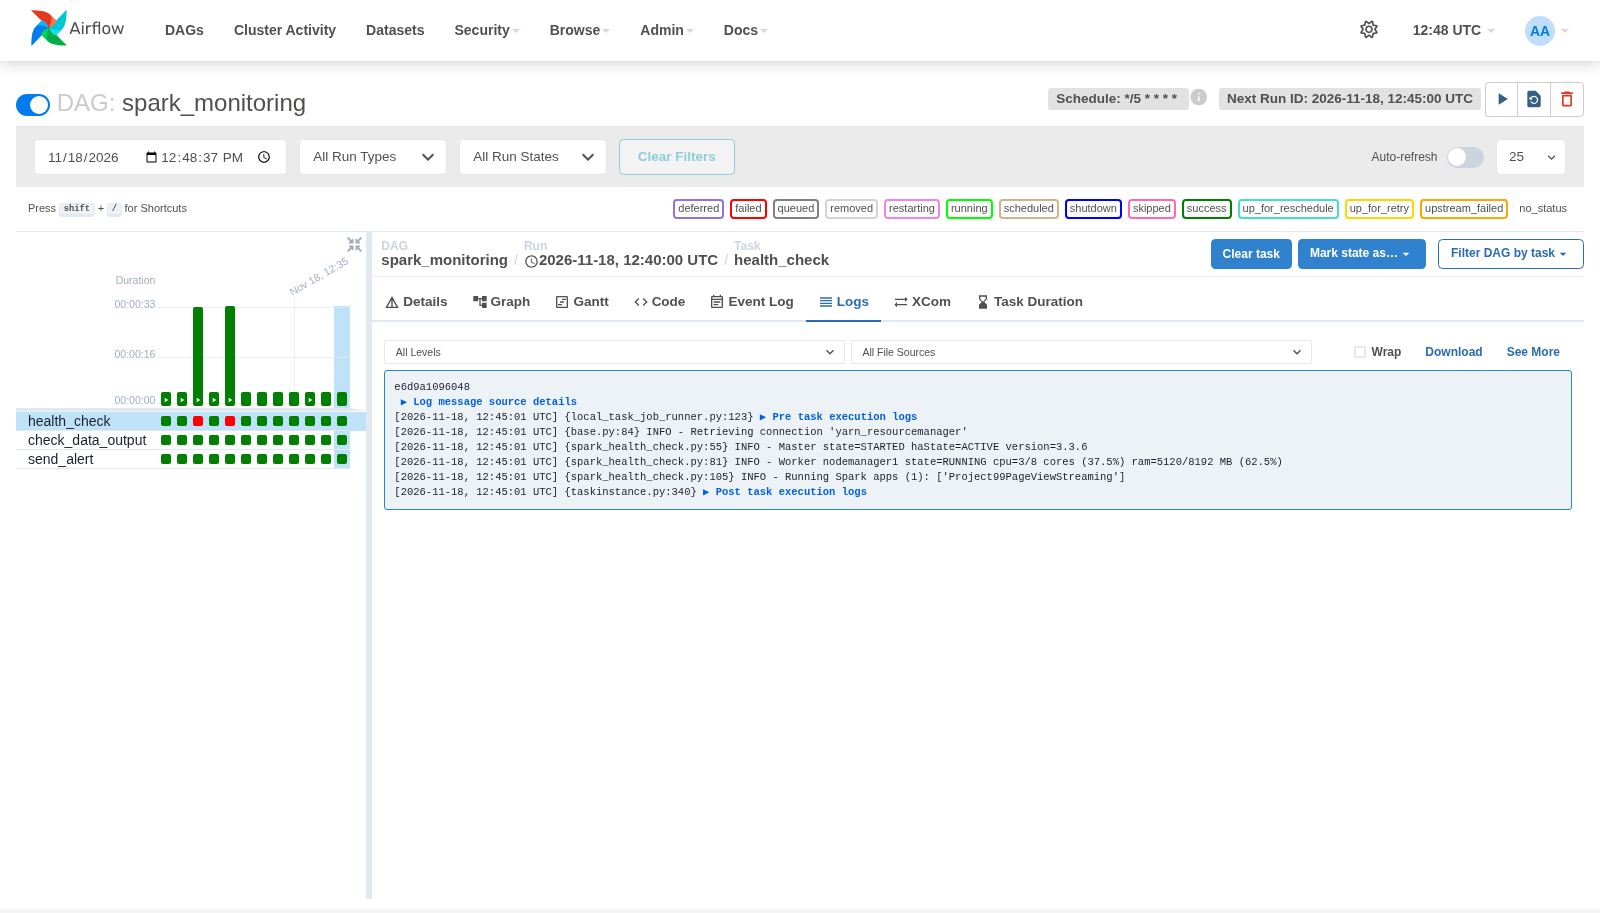 Airflow DAGs Cluster Activity Datasets Security Browse Admin Docs 12:48 UTC AA
DAG: spark_monitoring Schedule: */5 * * * * i Next Run ID: 2026-11-18, 12:45:00 UTC
11/18/2026 12:48:37 PM All Run Types All Run States Clear Filters Auto-refresh 25
Press shift + / for Shortcuts deferred failed queued removed restarting running scheduled shutdown skipped success up_for_reschedule up_for_retry upstream_failed no_status
Nov 18, 12:35
Duration
00:00:33
00:00:16
00:00:00
health_check
check_data_output
send_alert
DAG Run Task
spark_monitoring / 2026-11-18, 12:40:00 UTC / health_check Clear task Mark state as... Filter DAG by task
Details Graph Gantt Code Event Log Logs XCom Task Duration
All Levels All File Sources Wrap Download See More
e6d9a1096048
▶ Log message source details
[2026-11-18, 12:45:01 UTC] {local_task_job_runner.py:123} ▶ Pre task execution logs
[2026-11-18, 12:45:01 UTC] {base.py:84} INFO - Retrieving connection 'yarn_resourcemanager'
[2026-11-18, 12:45:01 UTC] {spark_health_check.py:55} INFO - Master state=STARTED haState=ACTIVE version=3.3.6
[2026-11-18, 12:45:01 UTC] {spark_health_check.py:81} INFO - Worker nodemanager1 state=RUNNING cpu=3/8 cores (37.5%) ram=5120/8192 MB (62.5%)
[2026-11-18, 12:45:01 UTC] {spark_health_check.py:105} INFO - Running Spark apps (1): ['Project99PageViewStreaming']
[2026-11-18, 12:45:01 UTC] {taskinstance.py:340} ▶ Post task execution logs